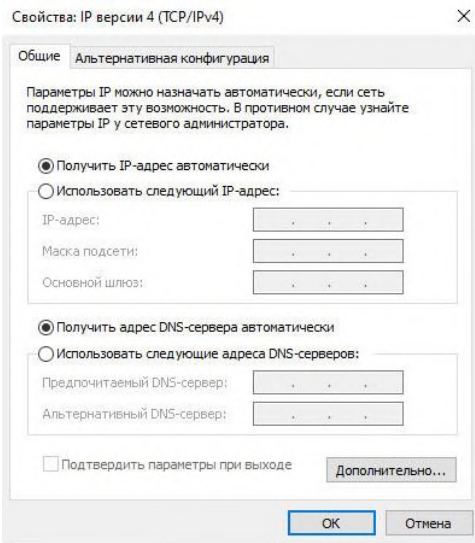 Свойства: IP версии 4 (TCP/IPv4)
Общие
Альтернативная конфигурация
Параметры IP можно назначать автоматически, если сеть
поддерживает эту возможность. В противном случае узнайте
параметры IP у сетевого администратора.
Получить IP-адрес автоматически
Использовать следующий IP-адрес:
IP-адрес:
Маска подсети:
Основной шлюз:
Получить адрес DNS-сервера автоматически
Использовать следующие адреса DNS-серверов:
Предпочитаемый DNS-сервер:
Альтернативный DNS-сервер:
Подтвердить параметры при выходе
Дополнительно...
ОК
Отмена